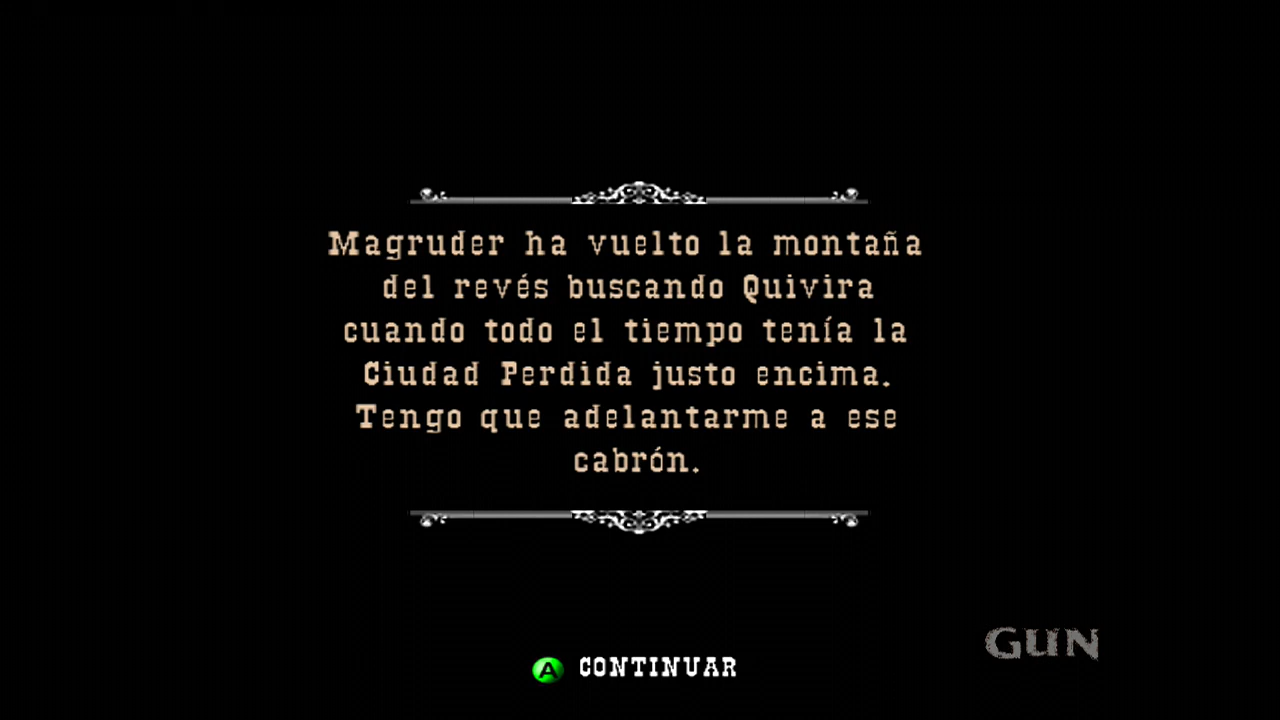 Magruder ha vuelto la montaña
del revés buscando Quivira
cuando todo el tiempo tenía la
Ciudad Perdida justo encima.
Tengo que adelantarme a ese
cabrón.
GUN
A CONTINUAR